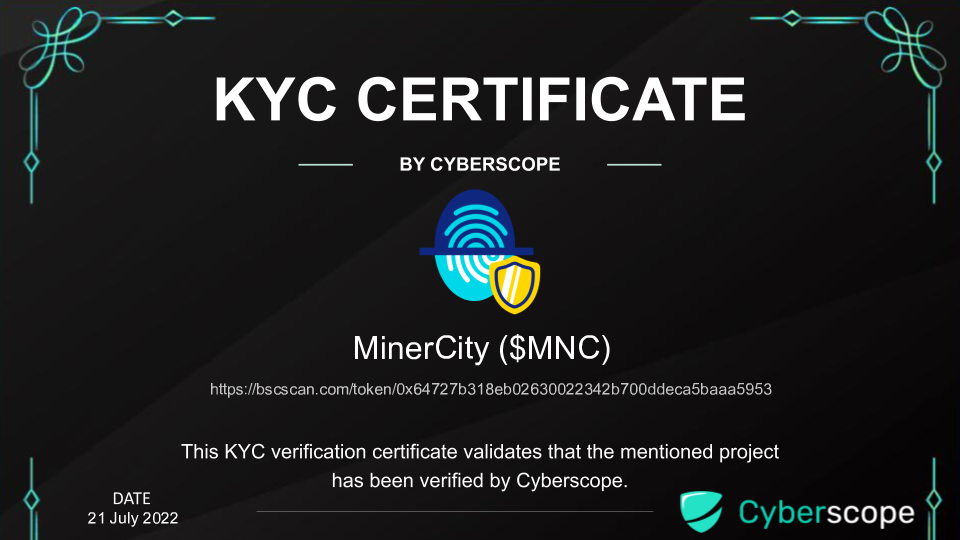 KYC CERTIFICATE
BY CYBERSCOPE
MinerCity ($MNC)
https://bscscan.com/token/0x64727b318eb02630022342b700ddeca5baaa5953
This KYC verification certificate validates that the mentioned project
has been verified by Cyberscope.
DATE
21 July 2022
Cyberscope